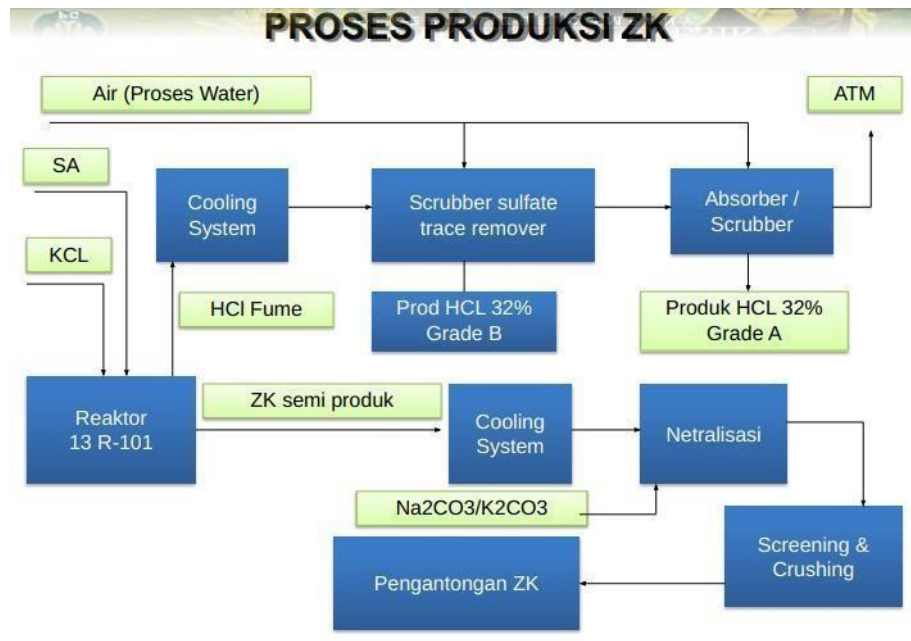 PROSES PRODUKSI ZK
Air (Proses Water)
ATM
SA
Cooling
System
Scrubber sulfate
trace remover
Absorber /
Scrubber
KCL
HCl Fume
Prod HCL 32%
Grade B
Produk HCL 32%
Grade A
Reaktor
13 R-101
ZK semi produk
Cooling
System
Netralisasi
Na2CO3/K2CO3
Screening &
Crushing
Pengantongan ZK